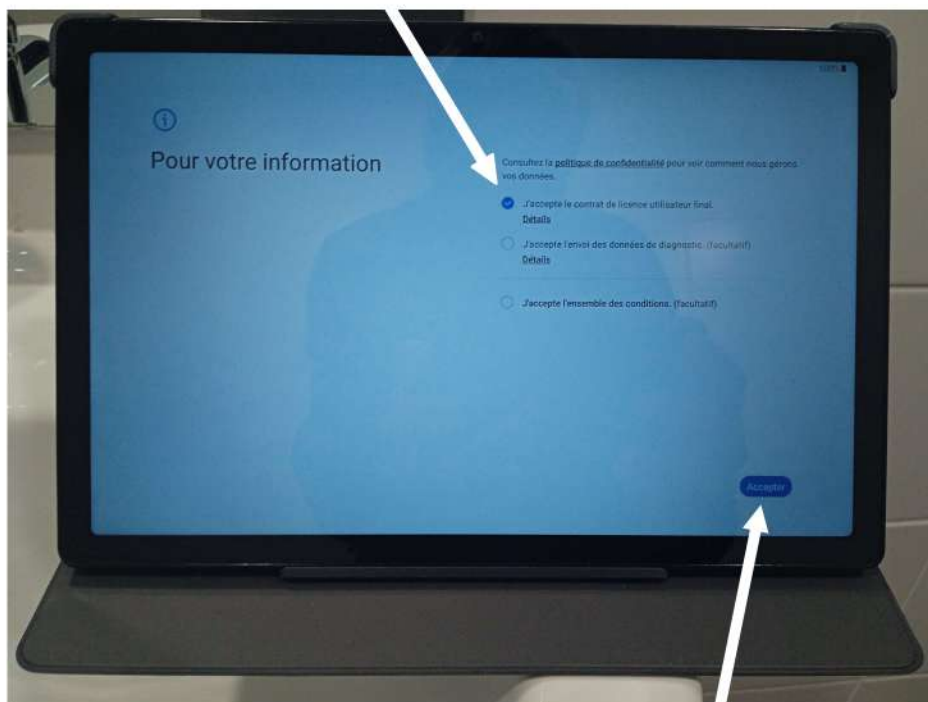 100%
Pour votre information
Consultez la politique de confidentialité pour voir comment nous gérons
vos données.
J'accepte le contrat de licence utilisateur final.
Détails
J'accepte l'envoi des données de diagnostic. (facultatif)
Détails
J'accepte l'ensemble des conditions. (facultatif)
Accepter